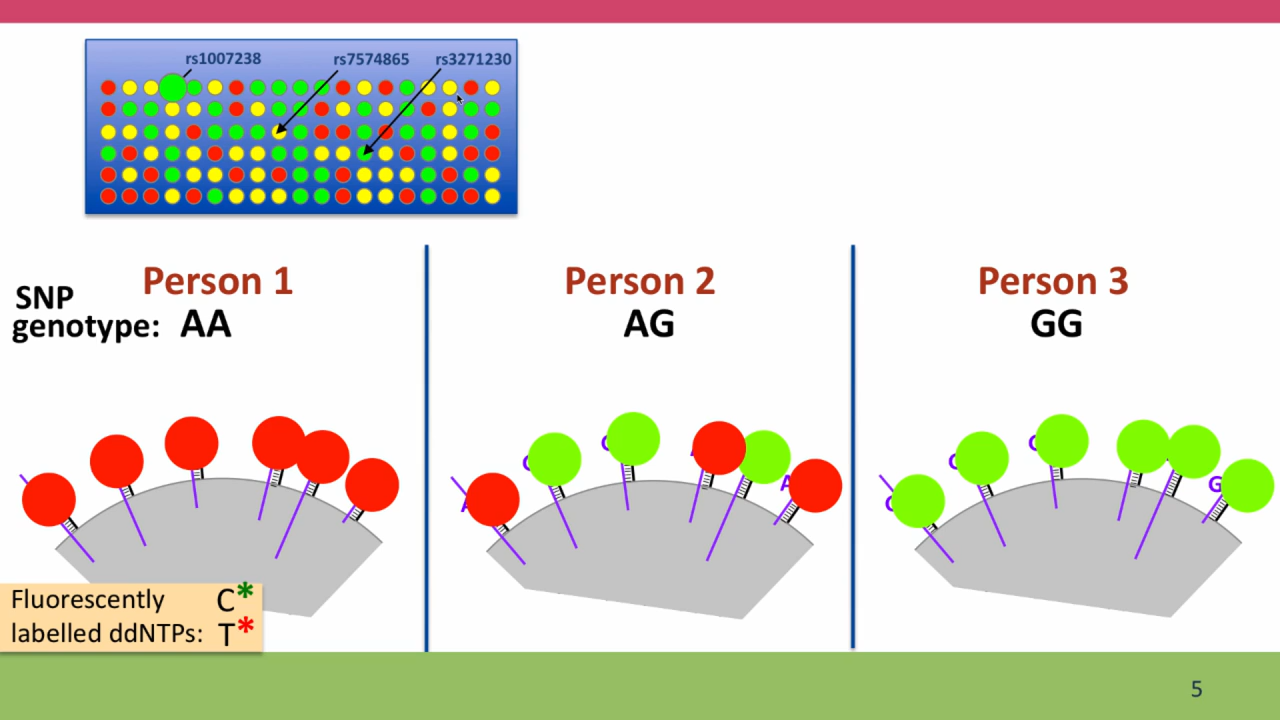 rs1007238 rs7574865 rs3271230
Person 1 Person 2 Person 3
SNP
genotype: AA AG GG
A A G
G
Fluorescently C*
labelled ddNTPs: T*
5